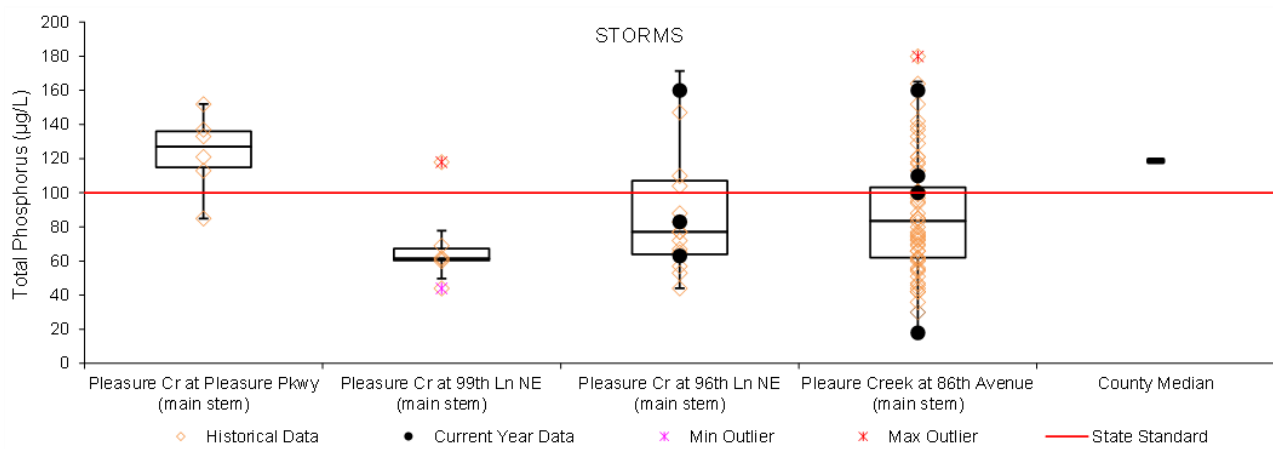 STORMS
Total Phosphorus (µg/L)
200
180
160
140
120
100
80
60
40
20
0
Pleasure Cr at Pleasure Pkwy
(main stem)
Pleasure Cr at 99th Ln NE
(main stem)
Pleasure Cr at 96th Ln NE
(main stem)
Pleaure Creek at 86th Avenue
(main stem)
County Median
Historical Data
Current Year Data
Min Outlier
Max Outlier
State Standard